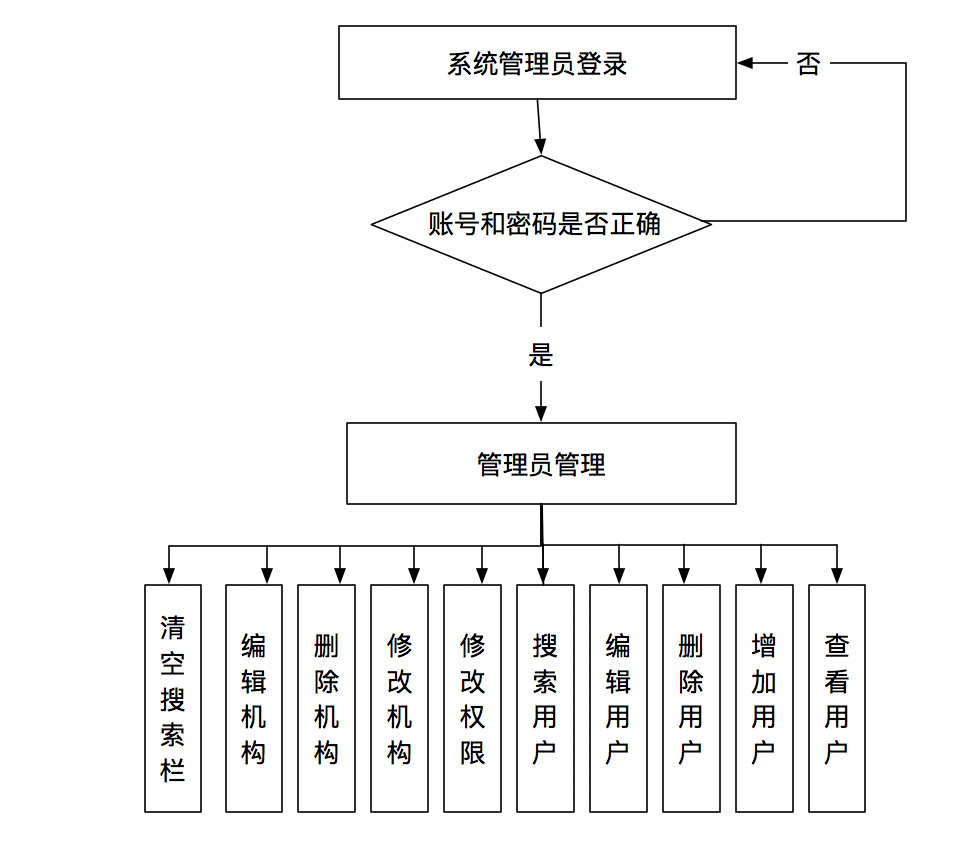 系统管理员登录
否
账号和密码是否正确
是
管理员管理
清空搜索栏
编辑机构
删除机构
修改机构
修改权限
搜索用户
编辑用户
删除用户
增加用户
查看用户